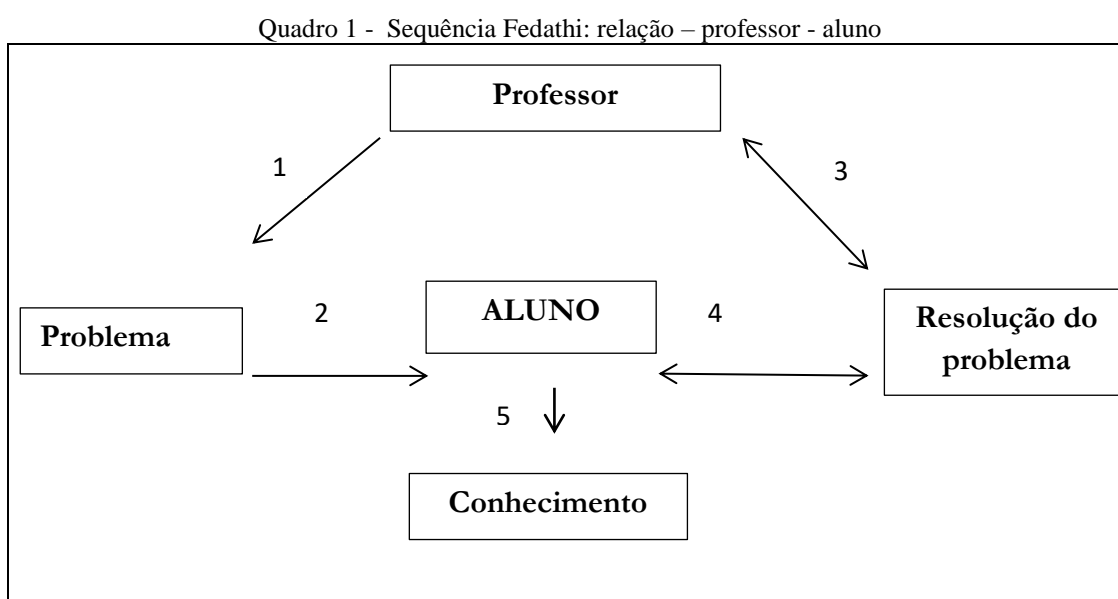 Quadro 1 - Sequência Fedathi: relação – professor - aluno
Professor
1
3
Problema
2
ALUNO
4
Resolução do
problema
5
Conhecimento